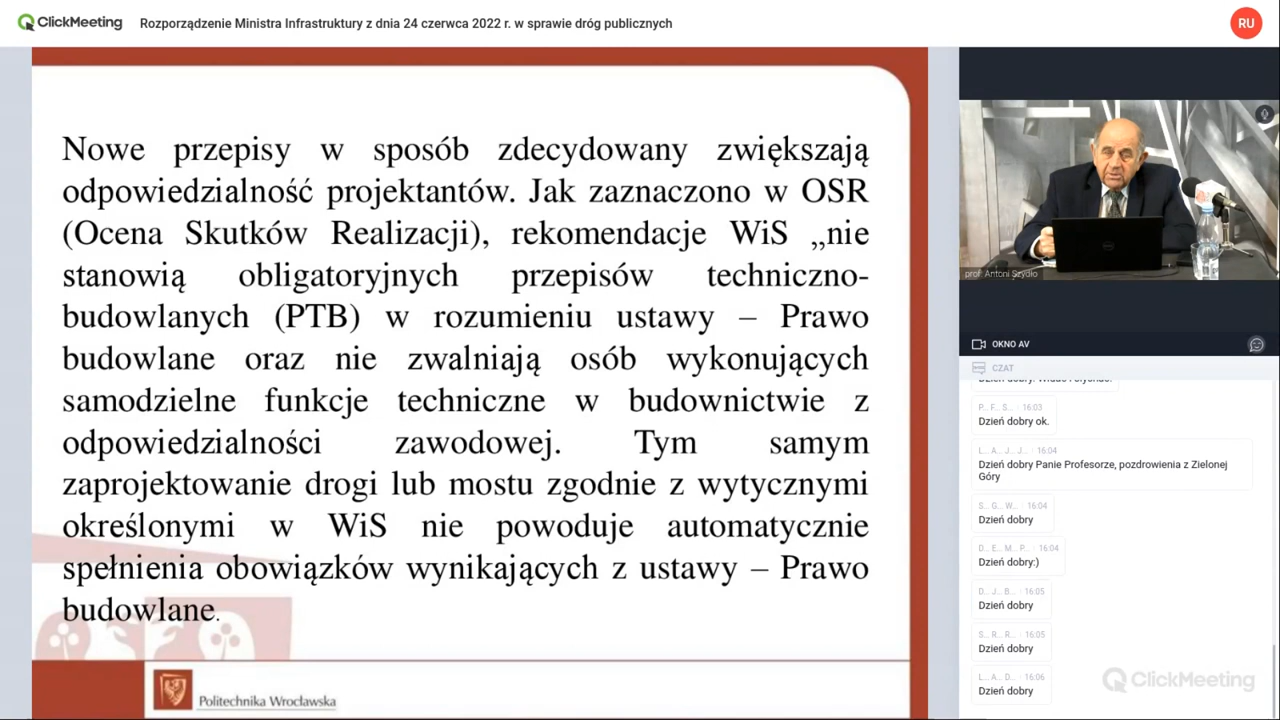 ClickMeeting
Rozporządzenie Ministra Infrastruktury z dnia 24 czerwca 2022 r. w sprawie dróg publicznych
RU
Nowe przepisy w sposób zdecydowany zwiększają
odpowiedzialność projektantów. Jak zaznaczono w OSR
(Ocena Skutków Realizacji), rekomendacje WiS „nie
stanowią obligatoryjnych przepisów techniczno-
budowlanych (PTB) w rozumieniu ustawy – Prawo
budowlane oraz nie zwalniają osób wykonujących
samodzielne funkcje techniczne w budownictwie z
odpowiedzialności zawodowej. Tym samym
zaprojektowanie drogi lub mostu zgodnie z wytycznymi
określonymi w WiS nie powoduje automatycznie
spełnienia obowiązków wynikających z ustawy – Prawo
budowlane.
Politechnika Wrocławska
prof. Antoni Szydło
OKNO AV
CZAT
P... F... S... · 16:03
Dzień dobry ok.
L... A... J... J... · 16:04
Dzień dobry Panie Profesorze, pozdrowienia z Zielonej
Góry
S... G... W... · 16:04
Dzień dobry
D... E... M... P... · 16:04
Dzień dobry:)
D... J... B... · 16:05
Dzień dobry
S... R... R... · 16:05
Dzień dobry
L... A... D... · 16:06
Dzień dobry
ClickMeeting